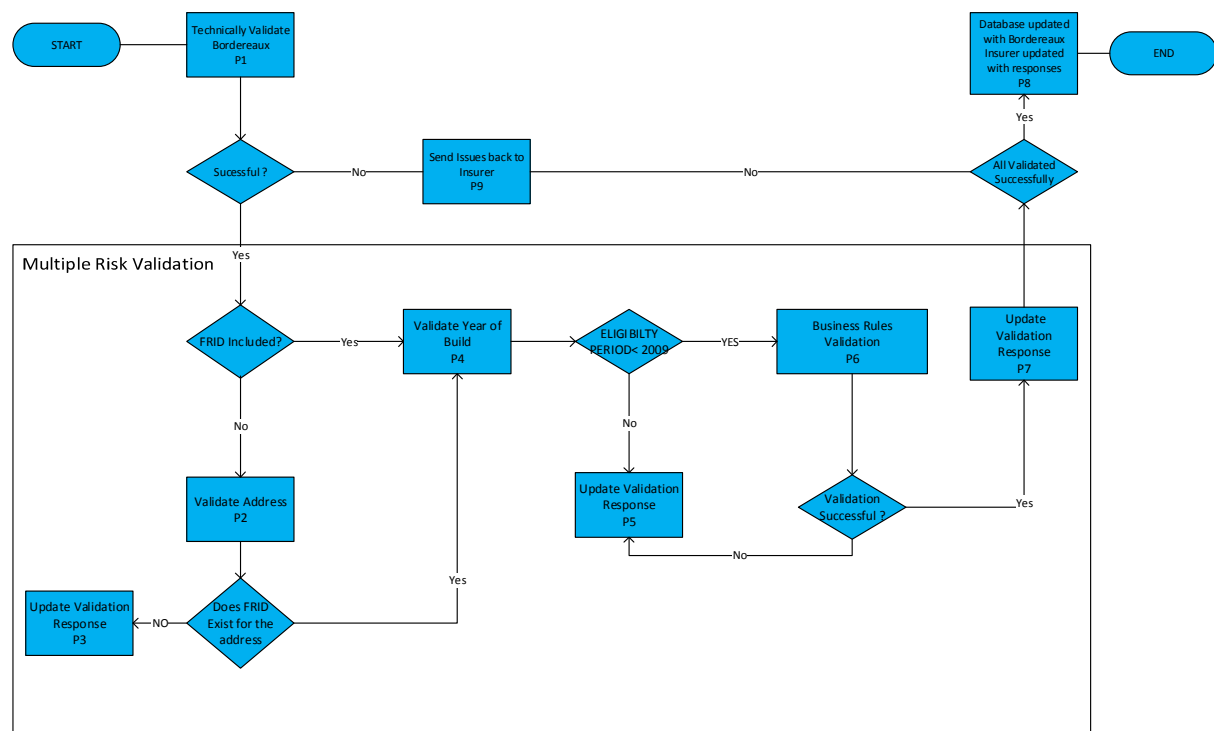 START
Technically Validate
Bordereaux
P1
Database updated
with Bordereaux
Insurer updated
with responses
P8
END
Yes
Sucessful ?
No
Send Issues back to
Insurer
P9
No
All Validated
Successfully
Yes
Multiple Risk Validation
FRID Included?
Yes
Validate Year of
Build
P4
ELIGIBILTY
PERIOD< 2009
YES
Business Rules
Validation
P6
Update
Validation
Response
P7
No
No
Validate Address
P2
Update Validation
Response
P5
Validation
Successful ?
Yes
No
Yes
Update Validation
Response
P3
NO
Does FRID
Exist for the
address